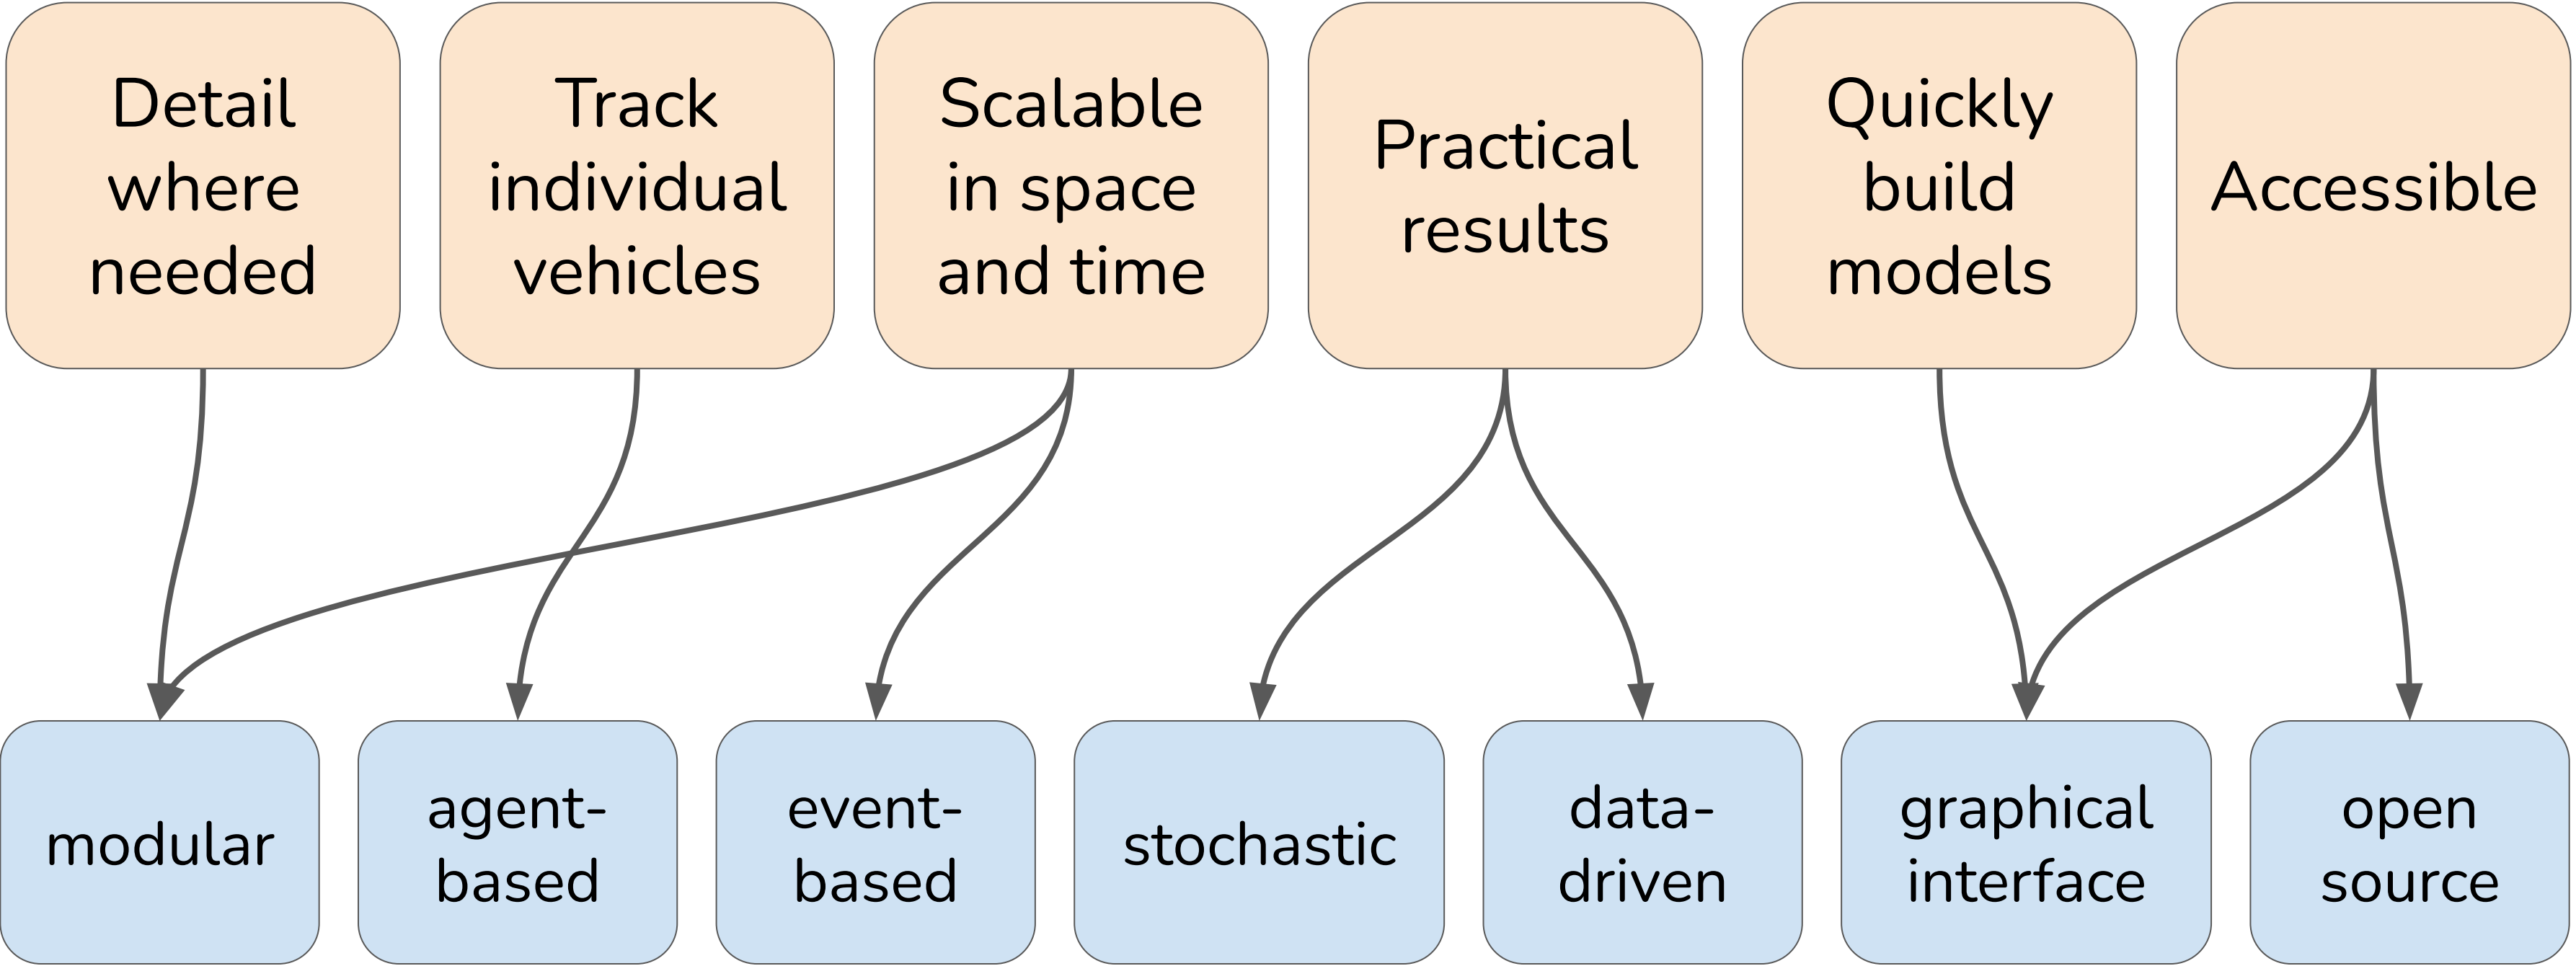 Detail
where
needed
Track
individual
vehicles
Scalable
in space
and time
Practical
results
Quickly
build
models
Accessible
modular
agent-
based
event-
based
stochastic
data-
driven
graphical
interface
open
source